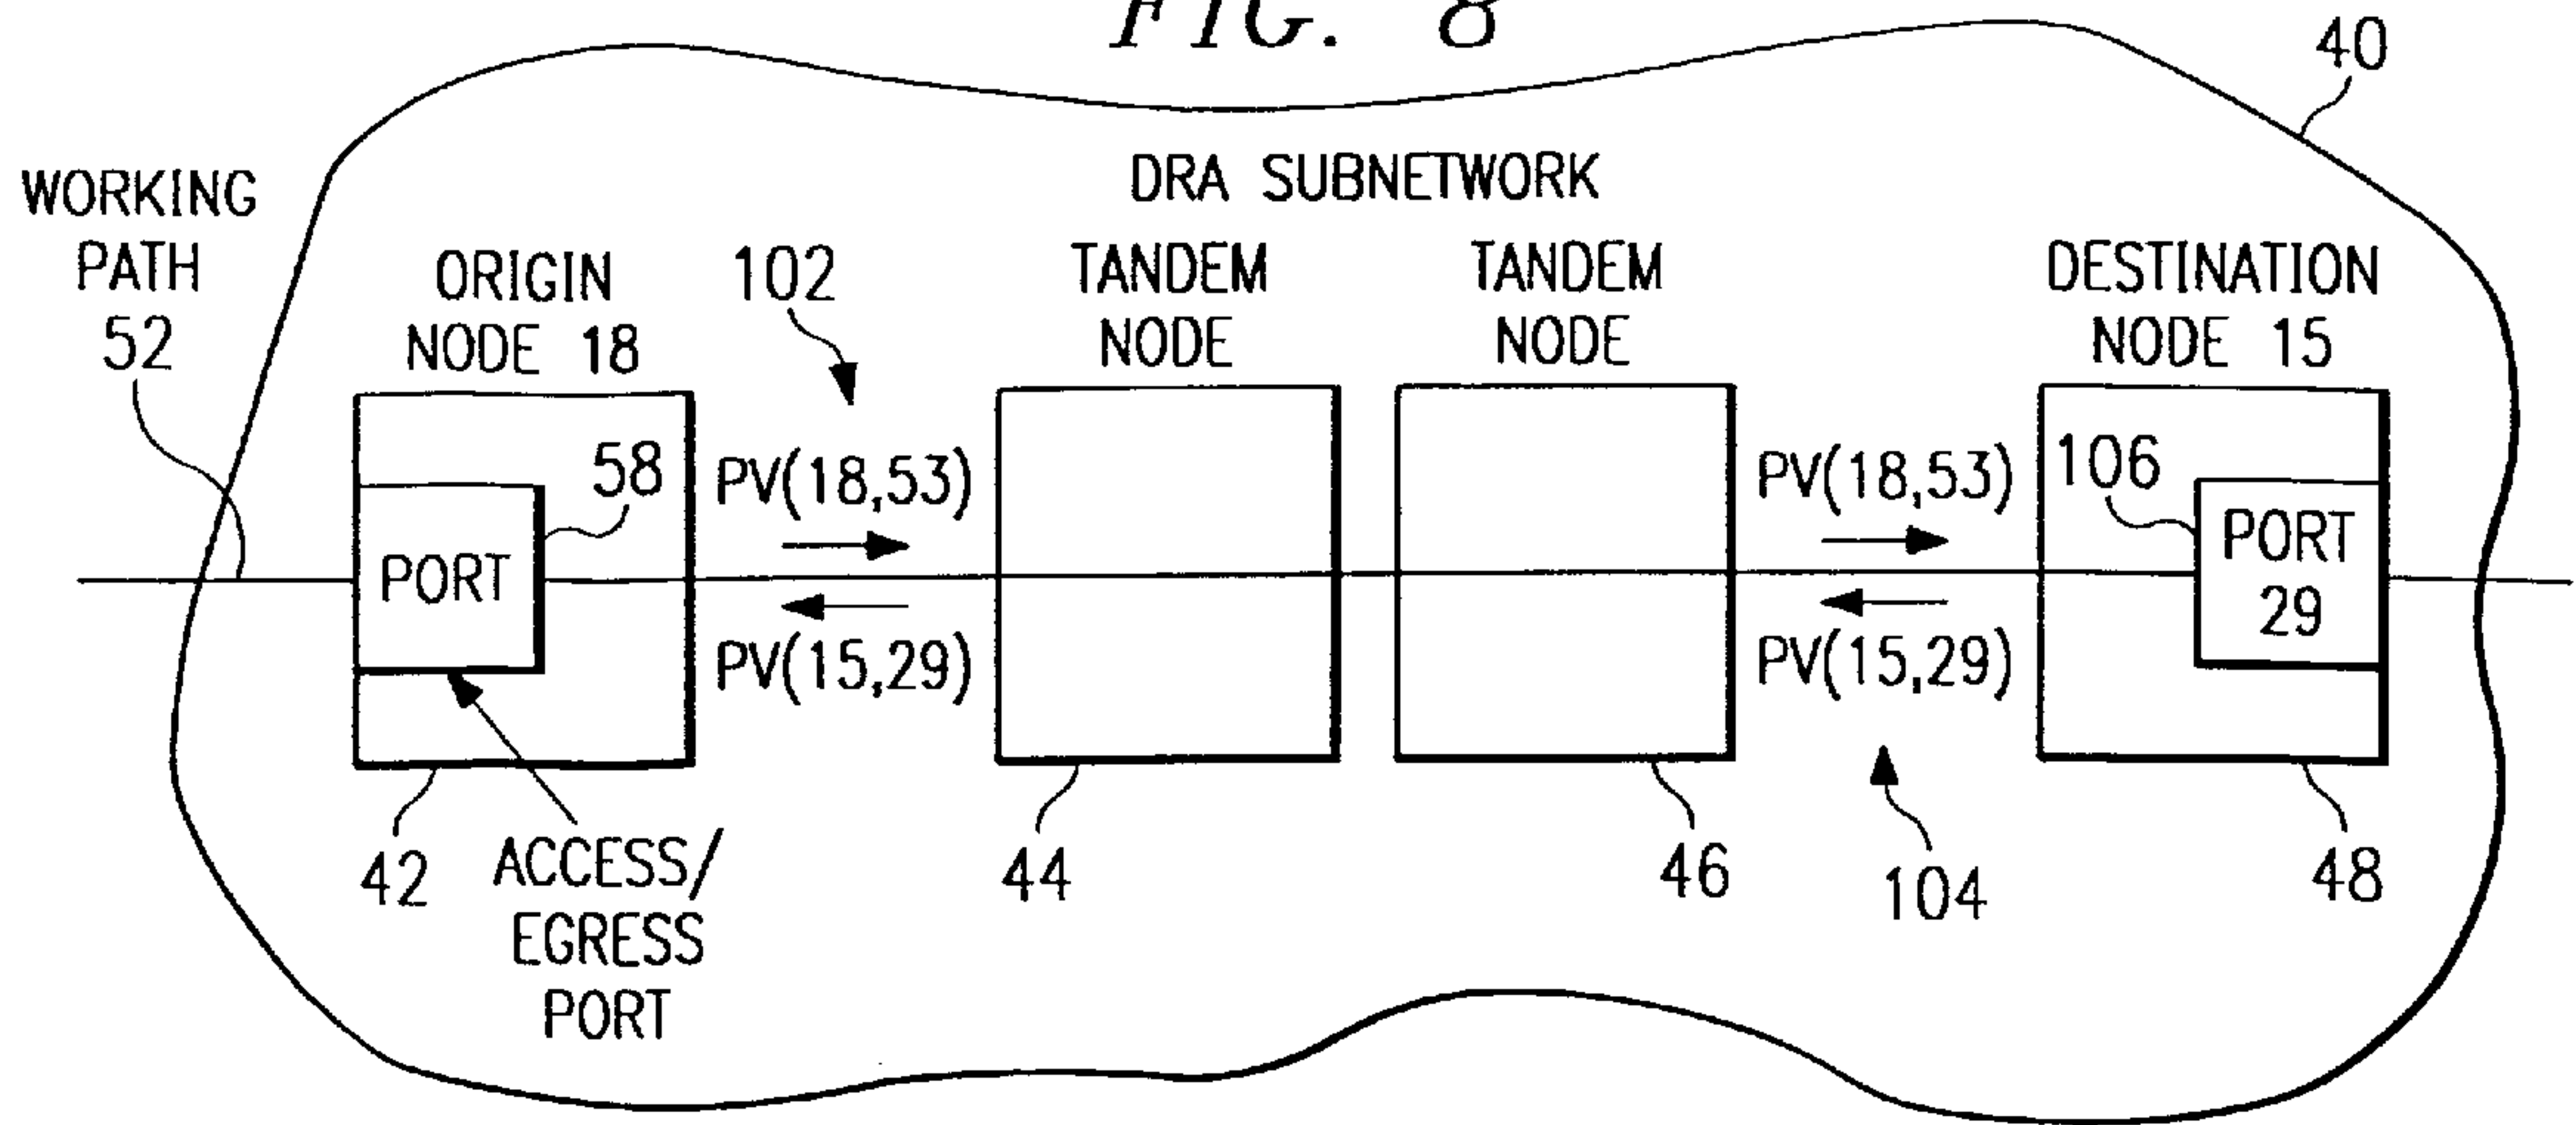 FIG. 8
40
DRA SUBNETWORK
WORKING
PATH
52
ORIGIN
NODE 18
102
TANDEM
NODE
TANDEM
NODE
DESTINATION
NODE 15
58
PORT
PV(18,53)
PV(15,29)
PV(18,53)
PV(15,29)
106
PORT
29
42
ACCESS/
EGRESS
PORT
44
46
104
48